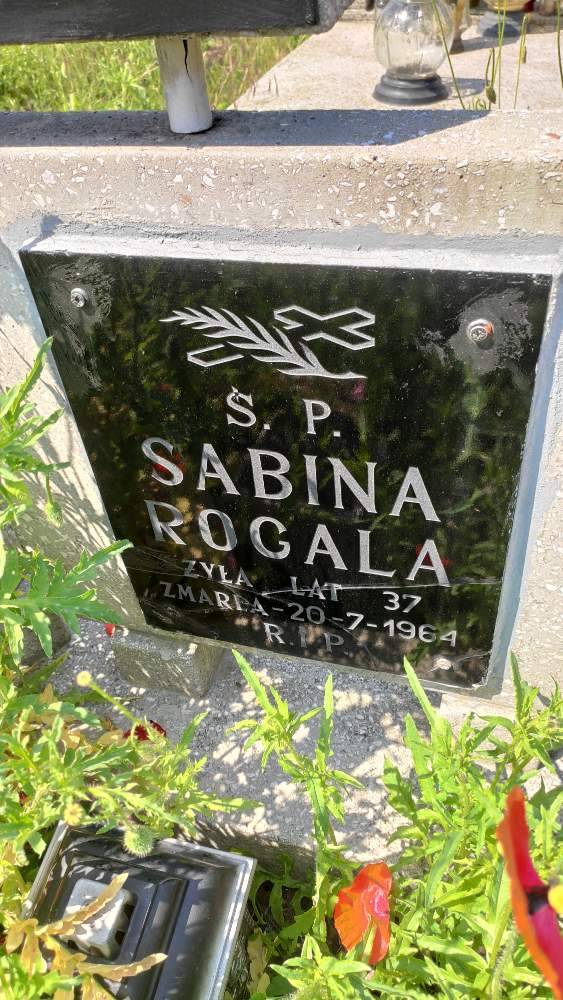 Ś. P.
SABINA
ROGALA
ŻYŁA LAT 37
ZMARŁA-20-7-1964
R.I.P.